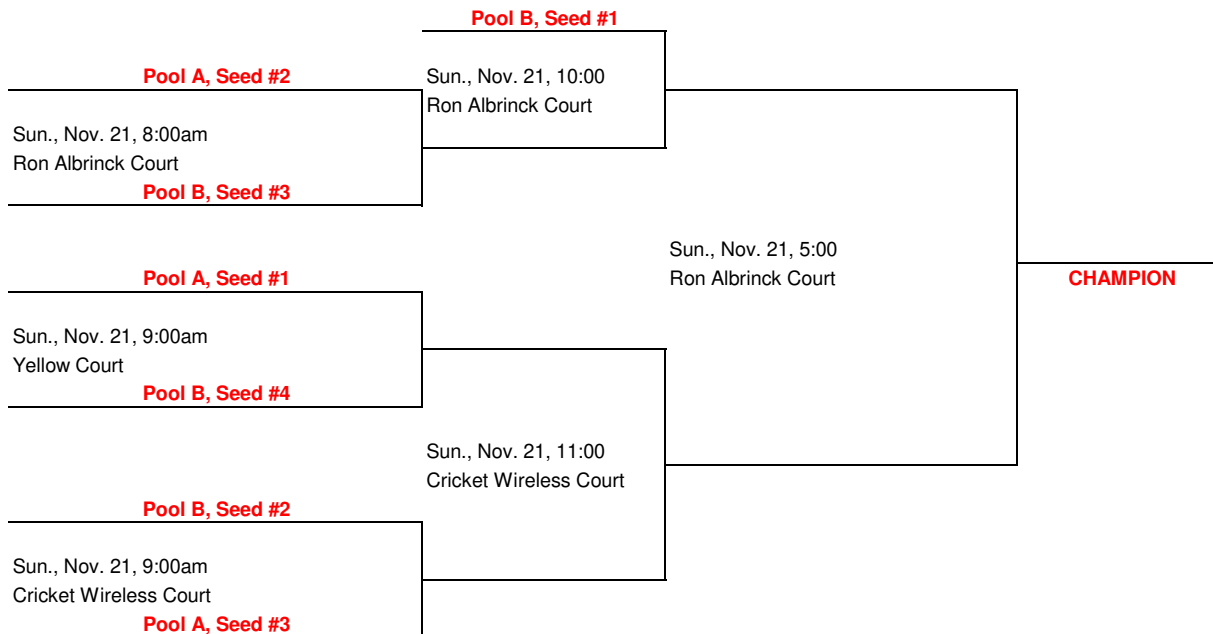 Pool B, Seed #1
Pool A, Seed #2
Sun., Nov. 21, 10:00
Ron Albrinck Court
Sun., Nov. 21, 8:00am
Ron Albrinck Court
Pool B, Seed #3
Sun., Nov. 21, 5:00
Ron Albrinck Court
CHAMPION
Pool A, Seed #1
Sun., Nov. 21, 9:00am
Yellow Court
Pool B, Seed #4
Sun., Nov. 21, 11:00
Cricket Wireless Court
Pool B, Seed #2
Sun., Nov. 21, 9:00am
Cricket Wireless Court
Pool A, Seed #3